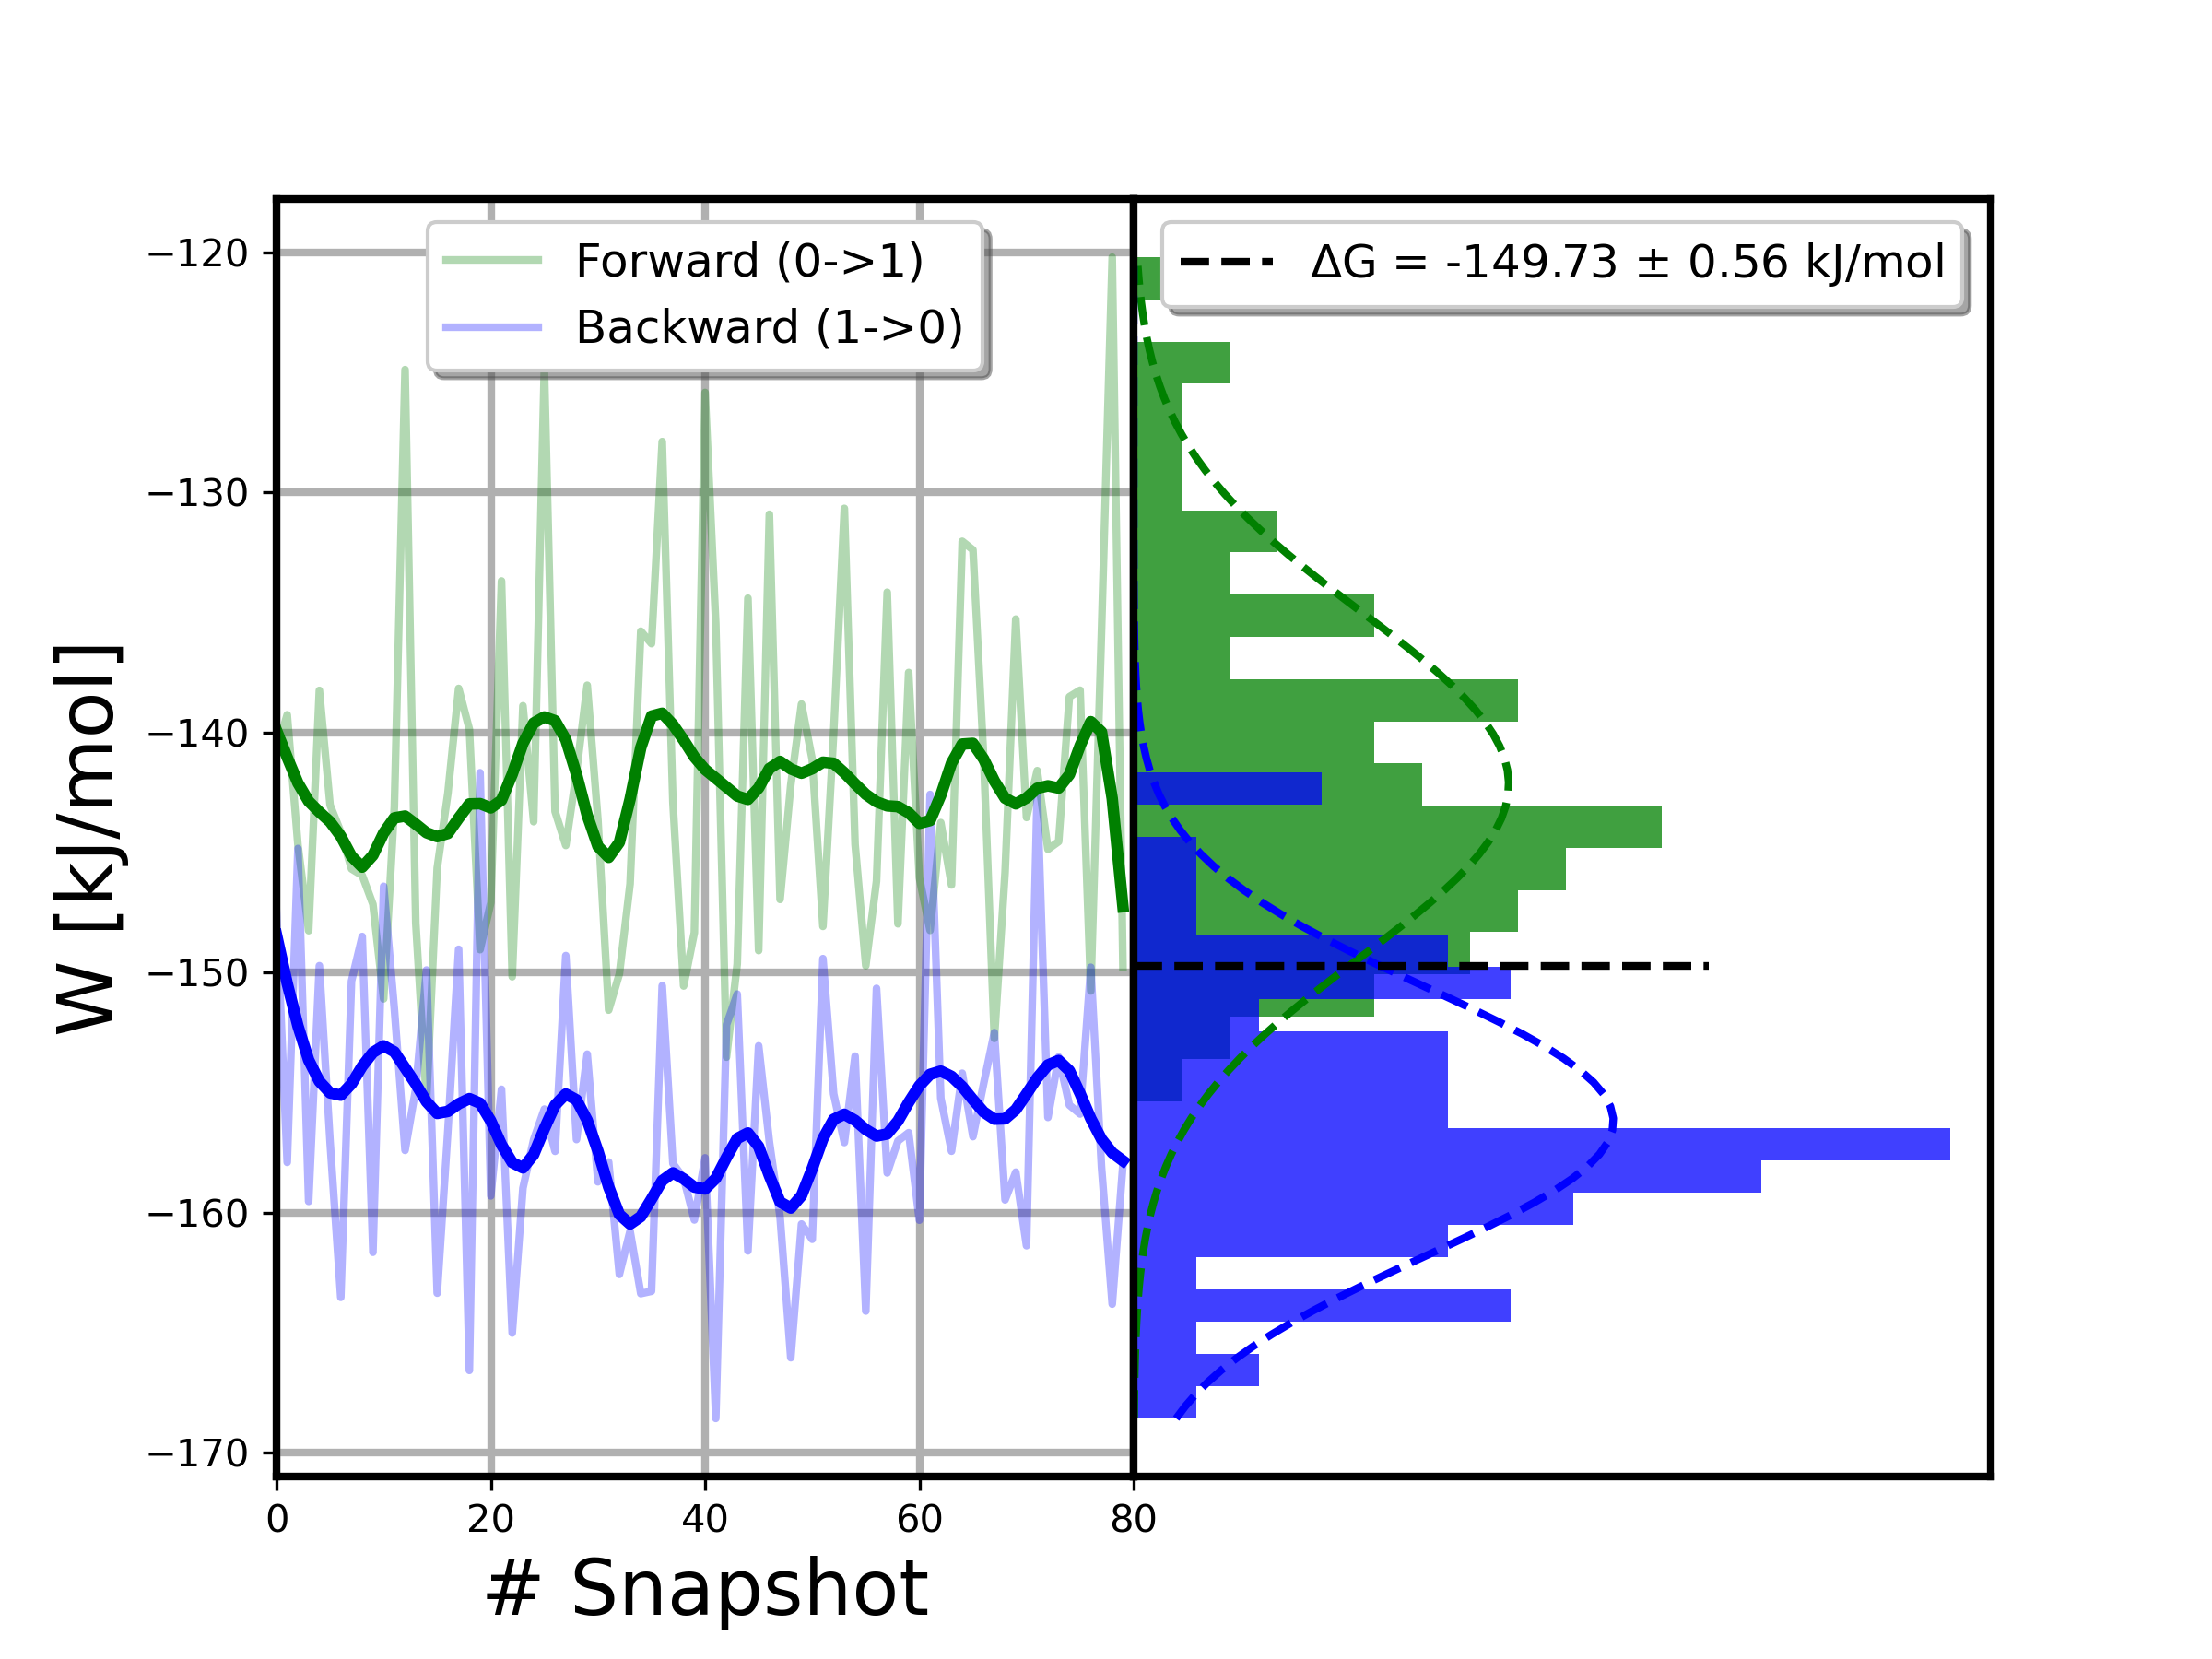 Forward (0->1)
Backward (1->0)
ΔG = -149.73 ± 0.56 kJ/mol
W [kJ/mol]
−120
−130
−140
−150
−160
−170
0 20 40 60 80
# Snapshot